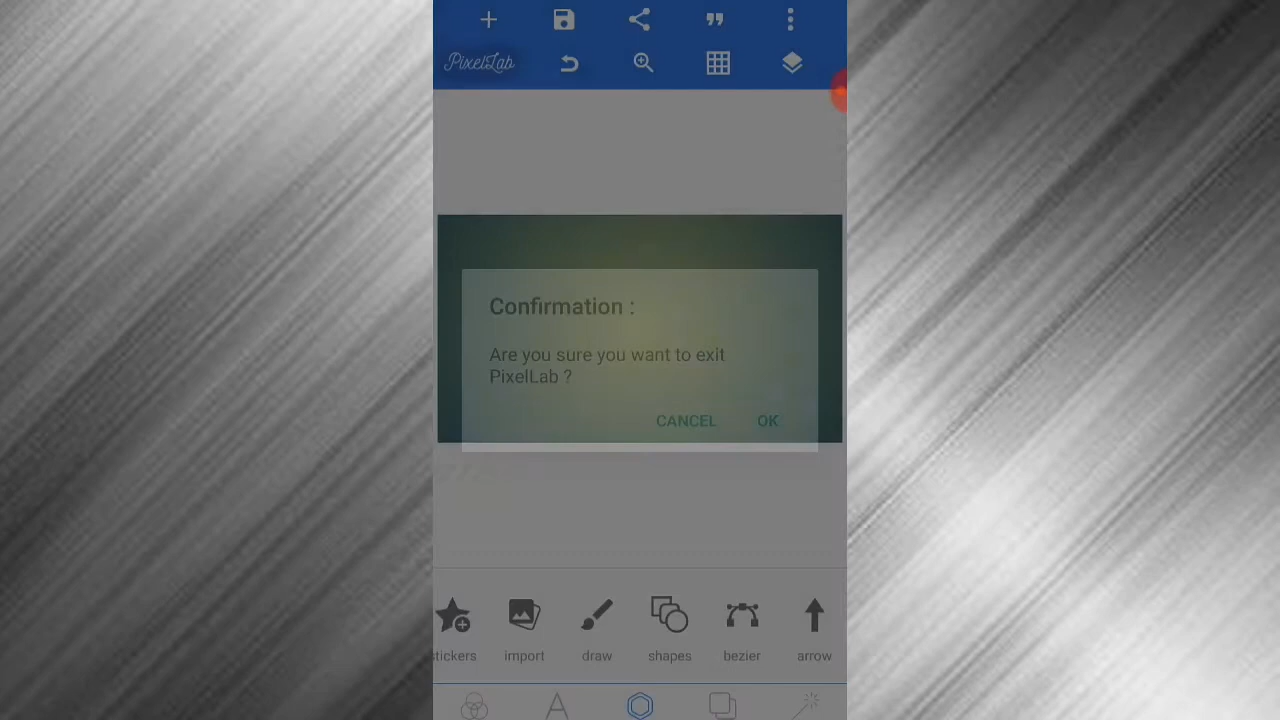 PixelLab
Confirmation :
Are you sure you want to exit
PixelLab ?
CANCEL OK
tickers import draw shapes bezier arrow